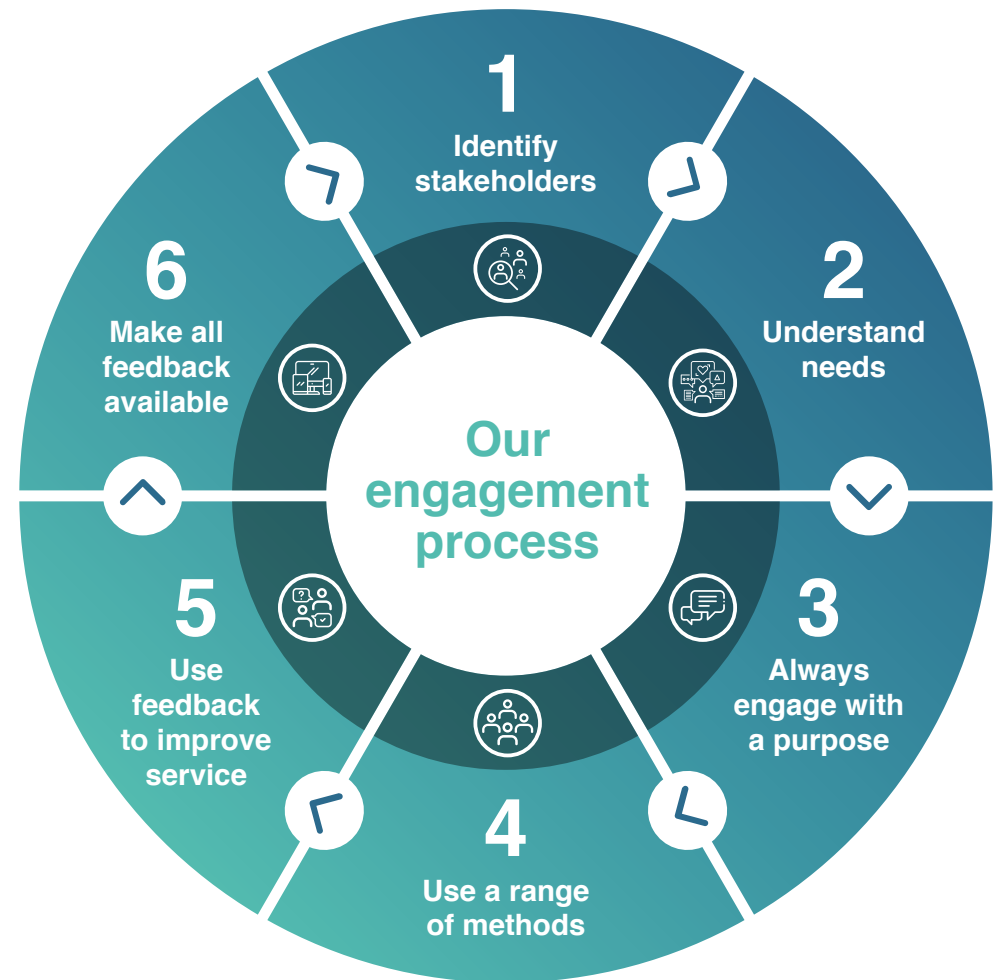 Our
engagement
process
1
Identify
stakeholders
2
Understand
needs
3
Always
engage with
a purpose
4
Use a range
of methods
5
Use
feedback
to improve
service
6
Make all
feedback
available